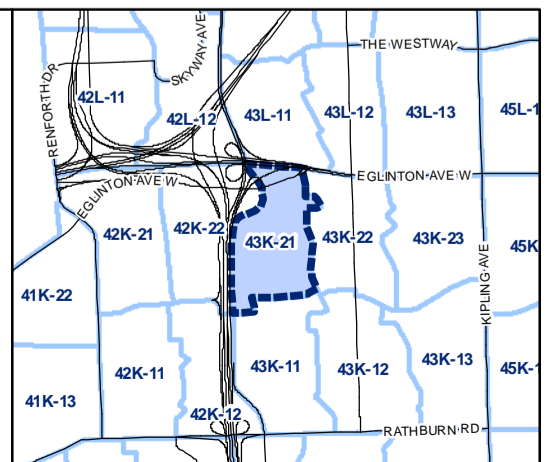 THE WESTWAY
SKYWAY AVE
RENFORTH DR
42L-11
42L-12
43L-11
43L-12
43L-13
45L-1
EGLINTON AVE W
EGLINTON AVE W
42K-21
42K-22
43K-21
43K-22
43K-23
45K
KIPLING AVE
41K-22
42K-11
43K-11
43K-12
43K-13
45K-1
41K-13
42K-12
RATHBURN RD